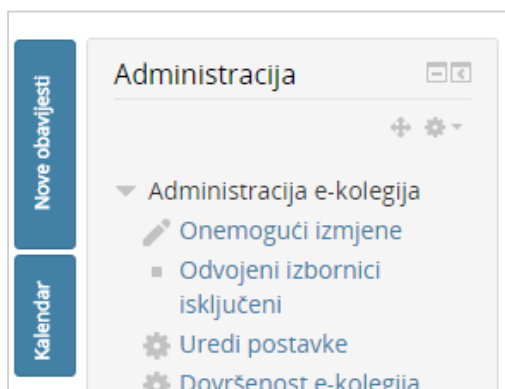 Nove obavijesti
Kalendar
Administracija
Administracija e-kolegija
Onemogući izmjene
Odvojeni izbornici
isključeni
Uredi postavke
Dovršenost e-kolegija